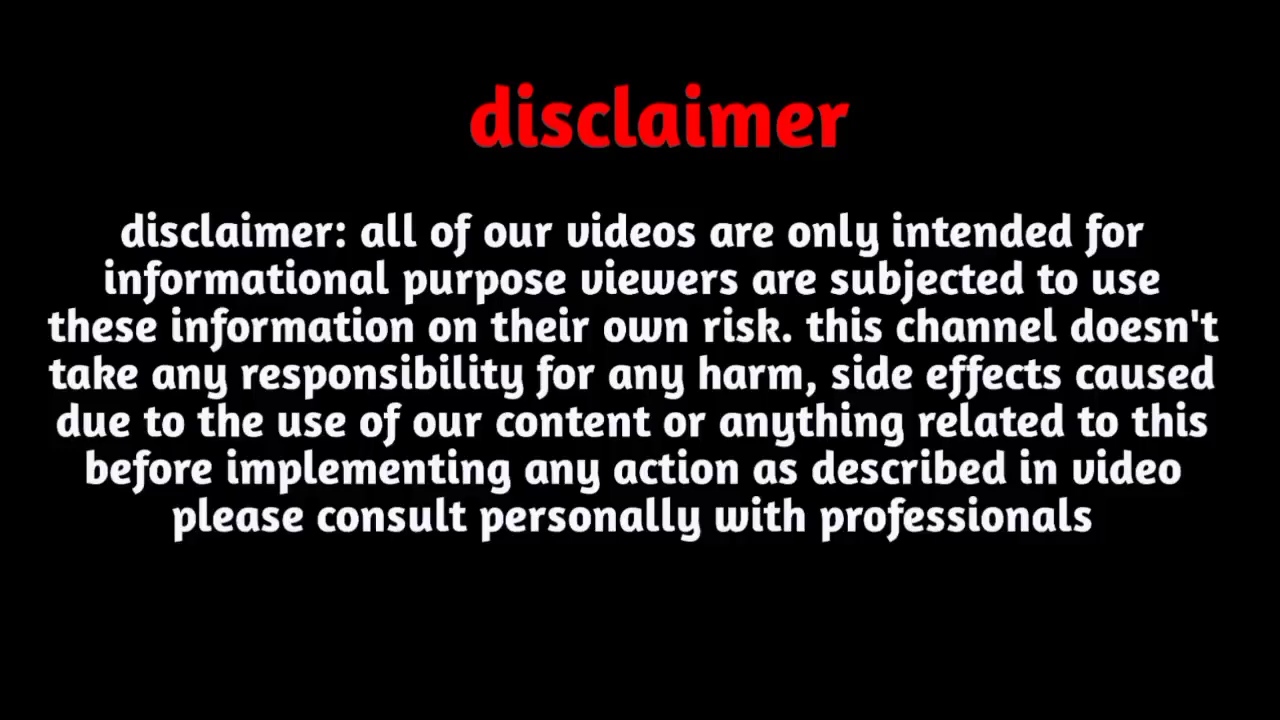 disclaimer
disclaimer: all of our videos are only intended for
informational purpose viewers are subjected to use
these information on their own risk. this channel doesn't
take any responsibility for any harm, side effects caused
due to the use of our content or anything related to this
before implementing any action as described in video
please consult personally with professionals